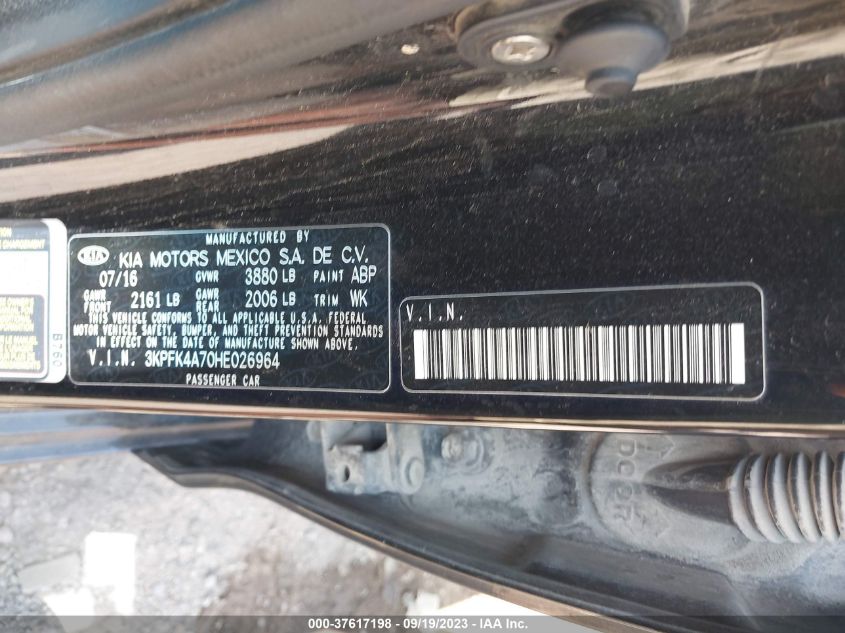 MANUFACTURED BY
KIA KIA MOTORS MEXICO S.A. DE C.V.
07/16 GVWR 3880 LB PAINT ABP
GAWR FRONT 2161 LB GAWR REAR 2006 LB TRIM WK
THIS VEHICLE CONFORMS TO ALL APPLICABLE U.S.A. FEDERAL
MOTOR VEHICLE SAFETY, BUMPER, AND THEFT PREVENTION STANDARDS
IN EFFECT ON THE DATE OF MANUFACTURE SHOWN ABOVE.
V.I.N. 3KPFK4A70HE026964
PASSENGER CAR
V.I.N.
DOOR
000-37617198 - 09/19/2023 - © IAA, Inc.